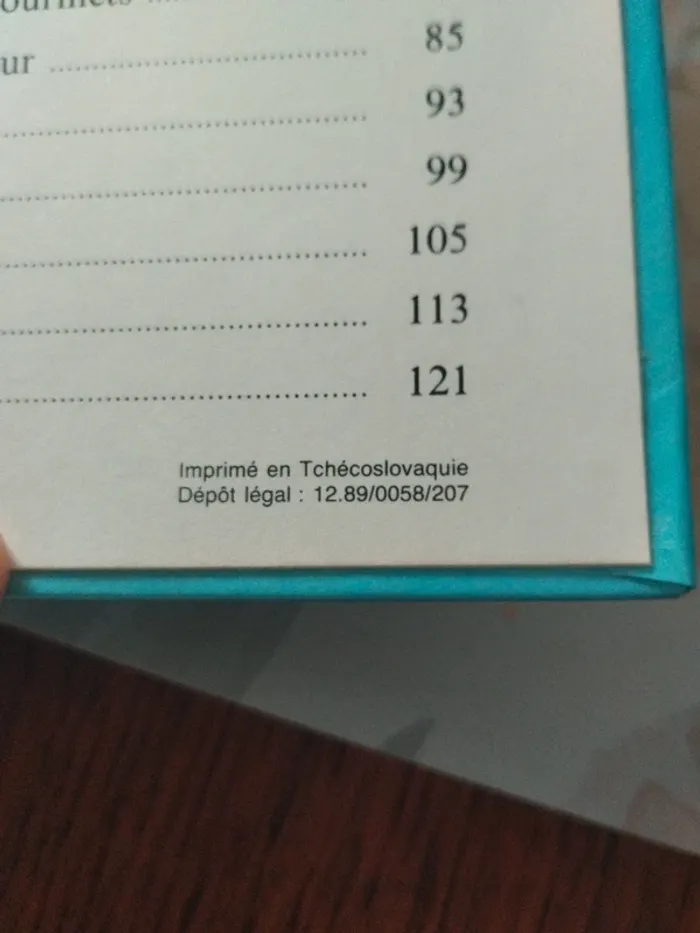 ur ........................................ 85
........................................ 93
........................................ 99
........................................ 105
........................................ 113
........................................ 121
Imprimé en Tchécoslovaquie
Dépôt légal : 12.89/0058/207